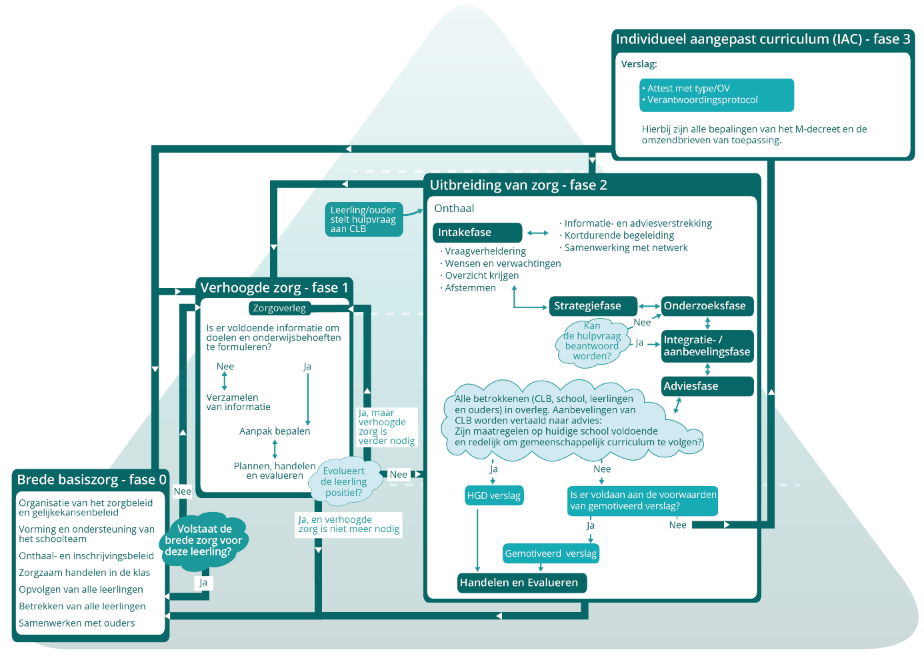 Individueel aangepast curriculum (IAC) - fase 3
Verslag:
• Attest met type/OV
• Verantwoordingsprotocol
Hierbij zijn alle bepalingen van het M-decreet en de
omzendbrieven van toepassing.
Uitbreiding van zorg - fase 2
Onthaal
Leerling/ouder
stelt hulpvraag
aan CLB
Intakefase
· Informatie- en adviesverstrekking
· Kortdurende begeleiding
· Samenwerking met netwerk
· Vraagverheldering
· Wensen en verwachtingen
· Overzicht krijgen
· Afstemmen
Strategiefase
Onderzoeksfase
Kan
de hulpvraag
beantwoord
worden?
Nee
Ja
Integratie- /
aanbevelingsfase
Adviesfase
Alle betrokkenen (CLB, school, leerlingen
en ouders) in overleg. Aanbevelingen van
CLB worden vertaald naar advies:
Zijn maatregelen op huidige school voldoende
en redelijk om gemeenschappelijk curriculum te volgen?
Ja
Nee
HGD verslag
Is er voldaan aan de voorwaarden
van gemotiveerd verslag?
Ja
Nee
Gemotiveerd verslag
Handelen en Evalueren
Verhoogde zorg - fase 1
Zorgoverleg
Is er voldoende informatie om
doelen en onderwijsbehoeften
te formuleren?
Nee
Ja
Verzamelen
van informatie
Aanpak bepalen
Plannen, handelen
en evalueren
Evolueert
de leerling
positief?
Ja, maar
verhoogde
zorg is
verder nodig
Nee
Ja, en verhoogde
zorg is niet meer nodig
Brede basiszorg - fase 0
Organisatie van het zorgbeleid
en gelijkekansenbeleid
Vorming en ondersteuning van
het schoolteam
Onthaal- en inschrijvingsbeleid
Zorgzaam handelen in de klas
Opvolgen van alle leerlingen
Betrekken van alle leerlingen
Samenwerken met ouders
Nee
Volstaat de
brede zorg voor
deze leerling?
Ja